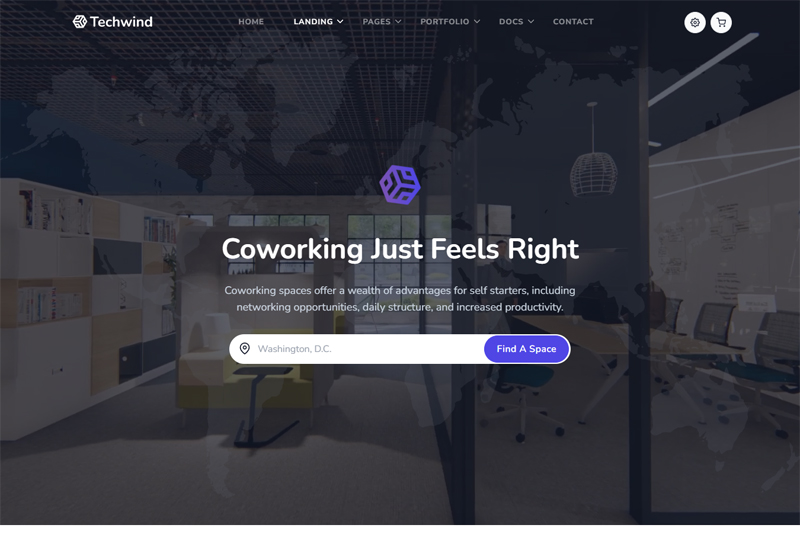 Techwind
HOME
LANDING
PAGES
PORTFOLIO
DOCS
CONTACT
Coworking Just Feels Right
Coworking spaces offer a wealth of advantages for self starters, including
networking opportunities, daily structure, and increased productivity.
Washington, D.C.
Find A Space